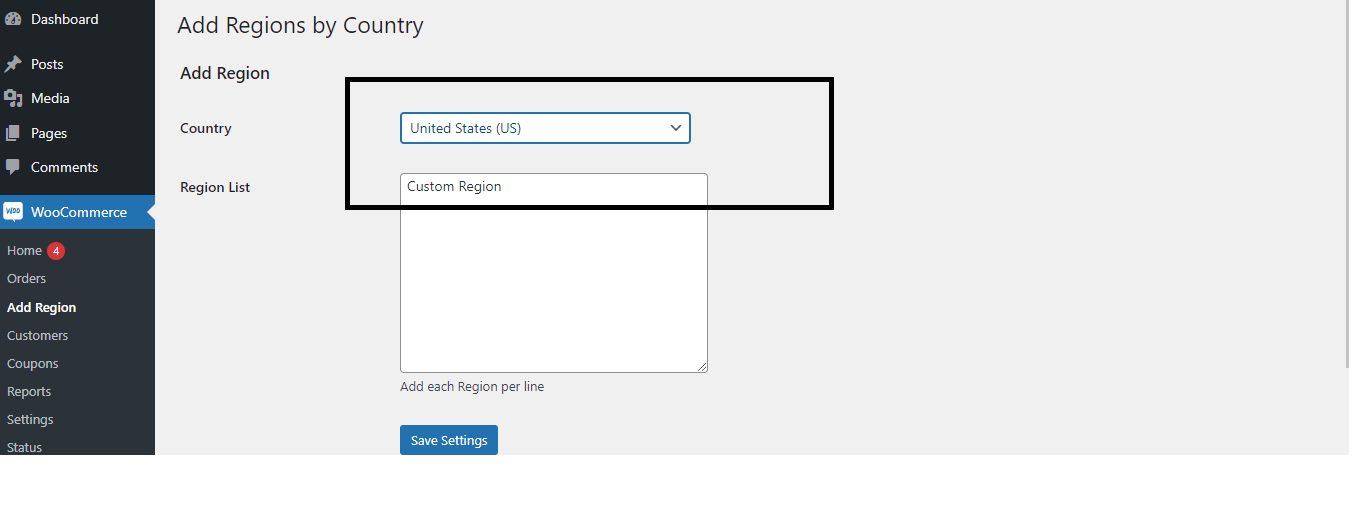 Dashboard
Posts
Media
Pages
Comments
WOO WooCommerce
Home 4
Orders
Add Region
Customers
Coupons
Reports
Settings
Status
Add Regions by Country
Add Region
Country United States (US)
Region List Custom Region
Add each Region per line
Save Settings